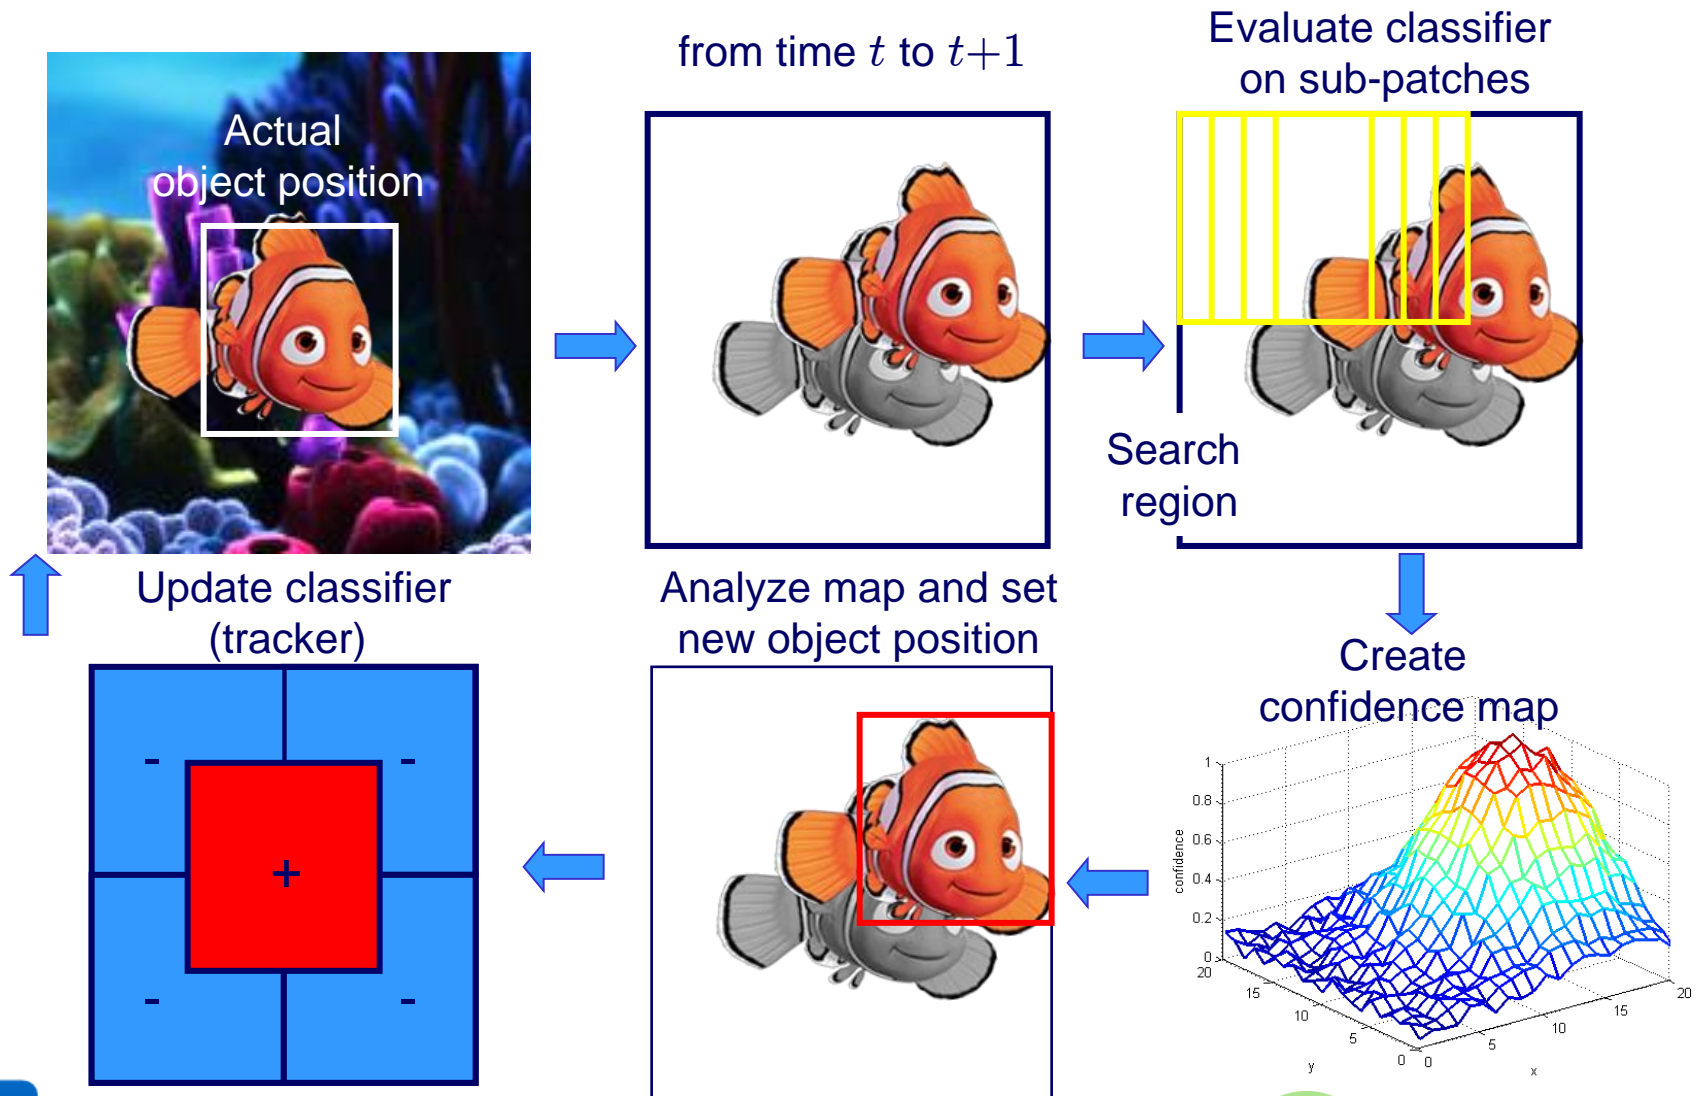 Actual
object position
from time t to t+1
Evaluate classifier
on sub-patches
Search
region
Update classifier
(tracker)
-
-
+
-
-
Analyze map and set
new object position
Create
confidence map
1
0.8
0.6
0.4
0.2
0
confidence
20
15
10
5
0
y
0
5
10
15
20
x